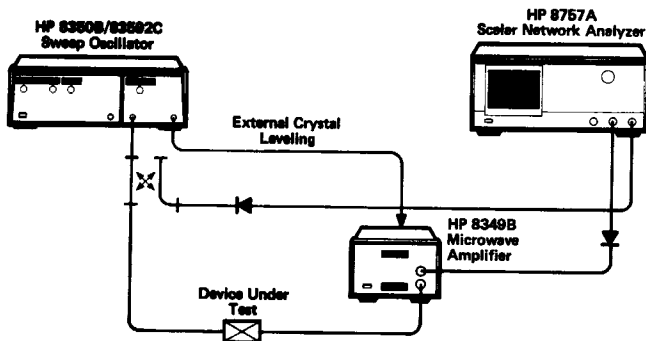 HP 8350B/83592C
Sweep Oscillator
HP 8757A
Scalar Network Analyzer
External Crystal
Leveling
HP 8349B
Microwave
Amplifier
Device Under
Test